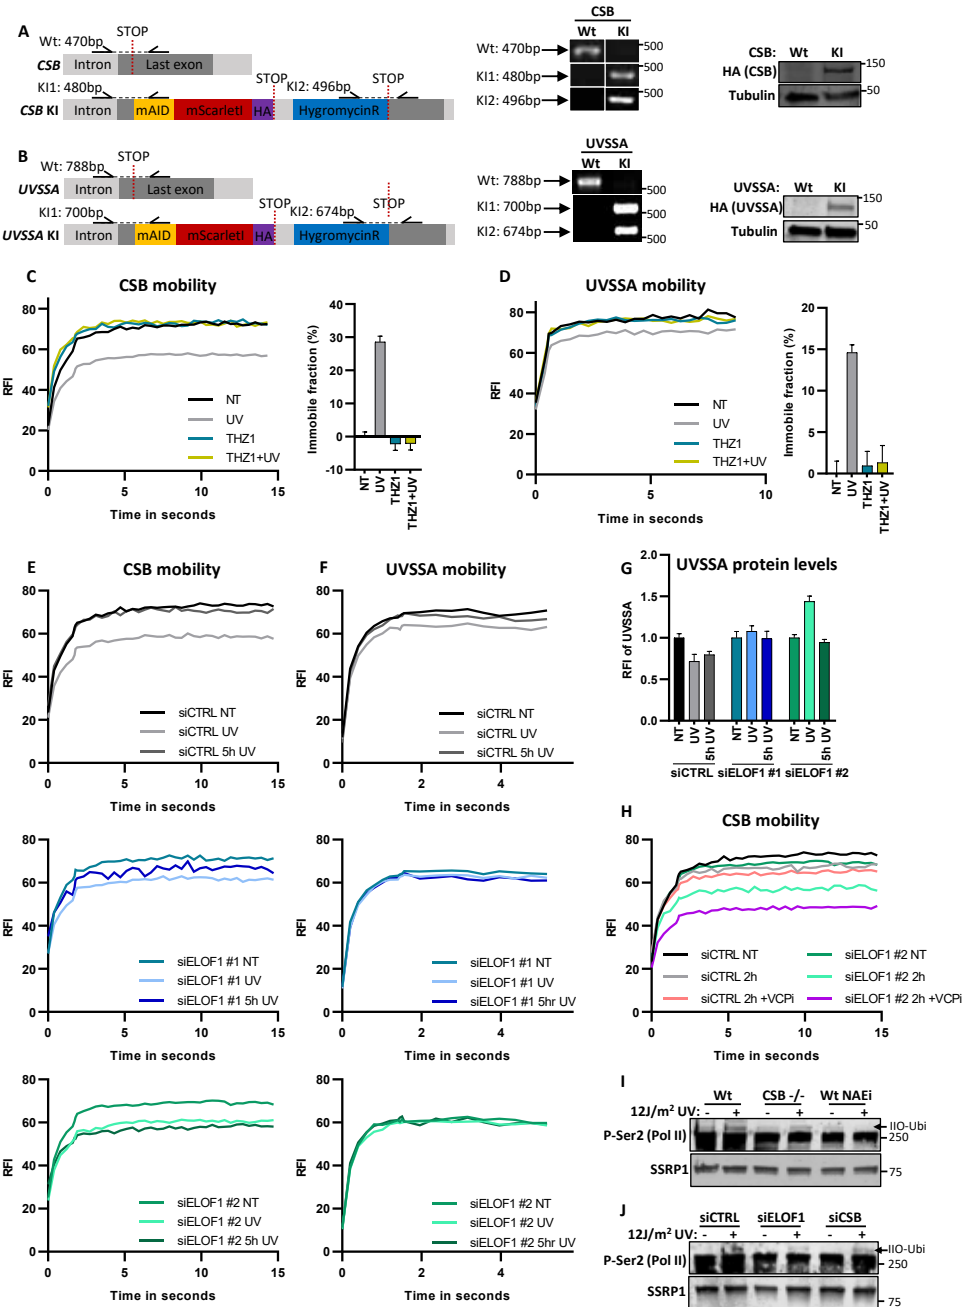 A
STOP
Wt: 470bp
CSB
Intron
Last exon
KI1: 480bp
STOP
KI2: 496bp
STOP
CSB KI
Intron
mAID
mScarletI
HA
HygromycinR
CSB
Wt KI
Wt: 470bp
500
KI1: 480bp
500
KI2: 496bp
500
CSB: Wt KI
HA (CSB)
150
Tubulin
50
B
STOP
Wt: 788bp
UVSSA
Intron
Last exon
KI1: 700bp
STOP
KI2: 674bp
STOP
UVSSA KI
Intron
mAID
mScarletI
HA
HygromycinR
UVSSA
Wt KI
Wt: 788bp
500
KI1: 700bp
KI2: 674bp
500
UVSSA: Wt KI
150
HA (UVSSA)
50
Tubulin
C
CSB mobility
80
60
40
20
0
RFI
NT
UV
THZ1
THZ1+UV
0 5 10 15
Time in seconds
40
30
20
10
0
-10
Immobile fraction (%)
NT
UV
THZ1
THZ1+UV
D
UVSSA mobility
80
60
40
20
0
RFI
NT
UV
THZ1
THZ1+UV
0 5 10
Time in seconds
20
15
10
5
0
Immobile fraction (%)
NT
UV
THZ1
THZ1+UV
E
CSB mobility
80
60
40
20
0
RFI
siCTRL NT
siCTRL UV
siCTRL 5h UV
0 5 10 15
Time in seconds
80
60
40
20
0
RFI
siELOF1 #1 NT
siELOF1 #1 UV
siELOF1 #1 5h UV
0 5 10 15
Time in seconds
80
60
40
20
0
RFI
siELOF1 #2 NT
siELOF1 #2 UV
siELOF1 #2 5h UV
0 5 10 15
Time in seconds
F
UVSSA mobility
80
60
40
20
0
RFI
siCTRL NT
siCTRL UV
siCTRL 5h UV
0 2 4
Time in seconds
80
60
40
20
0
RFI
siELOF1 #1 NT
siELOF1 #1 UV
siELOF1 #1 5hr UV
0 2 4
Time in seconds
80
60
40
20
0
RFI
siELOF1 #2 NT
siELOF1 #2 UV
siELOF1 #2 5hr UV
0 2 4
Time in seconds
G
UVSSA protein levels
2.0
1.5
1.0
0.5
0.0
RFI of UVSSA
NT
UV
5h UV
NT
UV
5h UV
NT
UV
5h UV
siCTRL siELOF1 #1 siELOF1 #2
H
CSB mobility
80
60
40
20
0
RFI
siCTRL NT
siCTRL 2h
siCTRL 2h +VCPi
siELOF1 #2 NT
siELOF1 #2 2h
siELOF1 #2 2h +VCPi
0 5 10 15
Time in seconds
I
Wt CSB -/- Wt NAEi
12J/m² UV: - + - + - +
IIO-Ubi
P-Ser2 (Pol II)
250
SSRP1
75
J
siCTRL siELOF1 siCSB
12J/m² UV: - + - + - +
IIO-Ubi
P-Ser2 (Pol II)
250
SSRP1
75